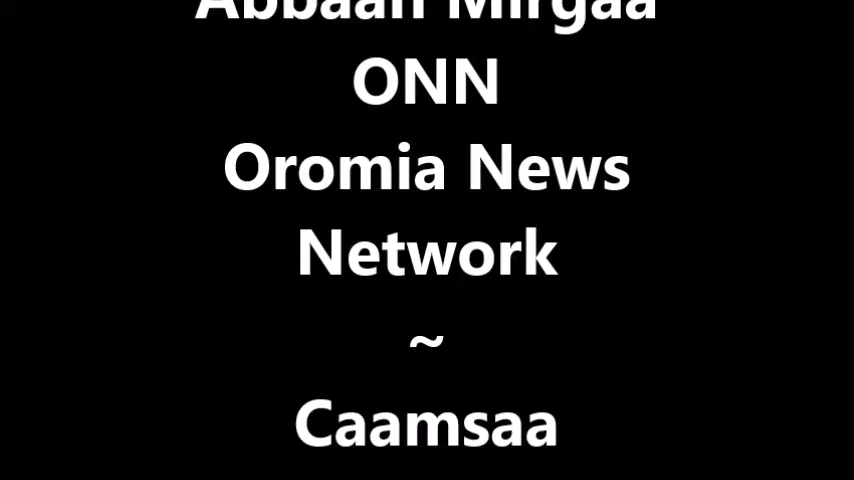 Abbaan Mirgaa
ONN
Oromia News
Network
~
Caamsaa